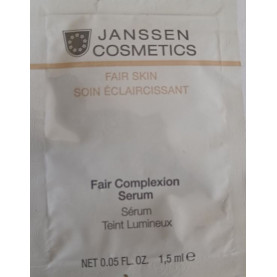 JANSSEN
COSMETICS
FAIR SKIN
SOIN ÉCLAIRCISSANT
Fair Complexion
Serum
Sérum
Teint Lumineux
NET 0.05 FL. OZ. 1,5 ml e